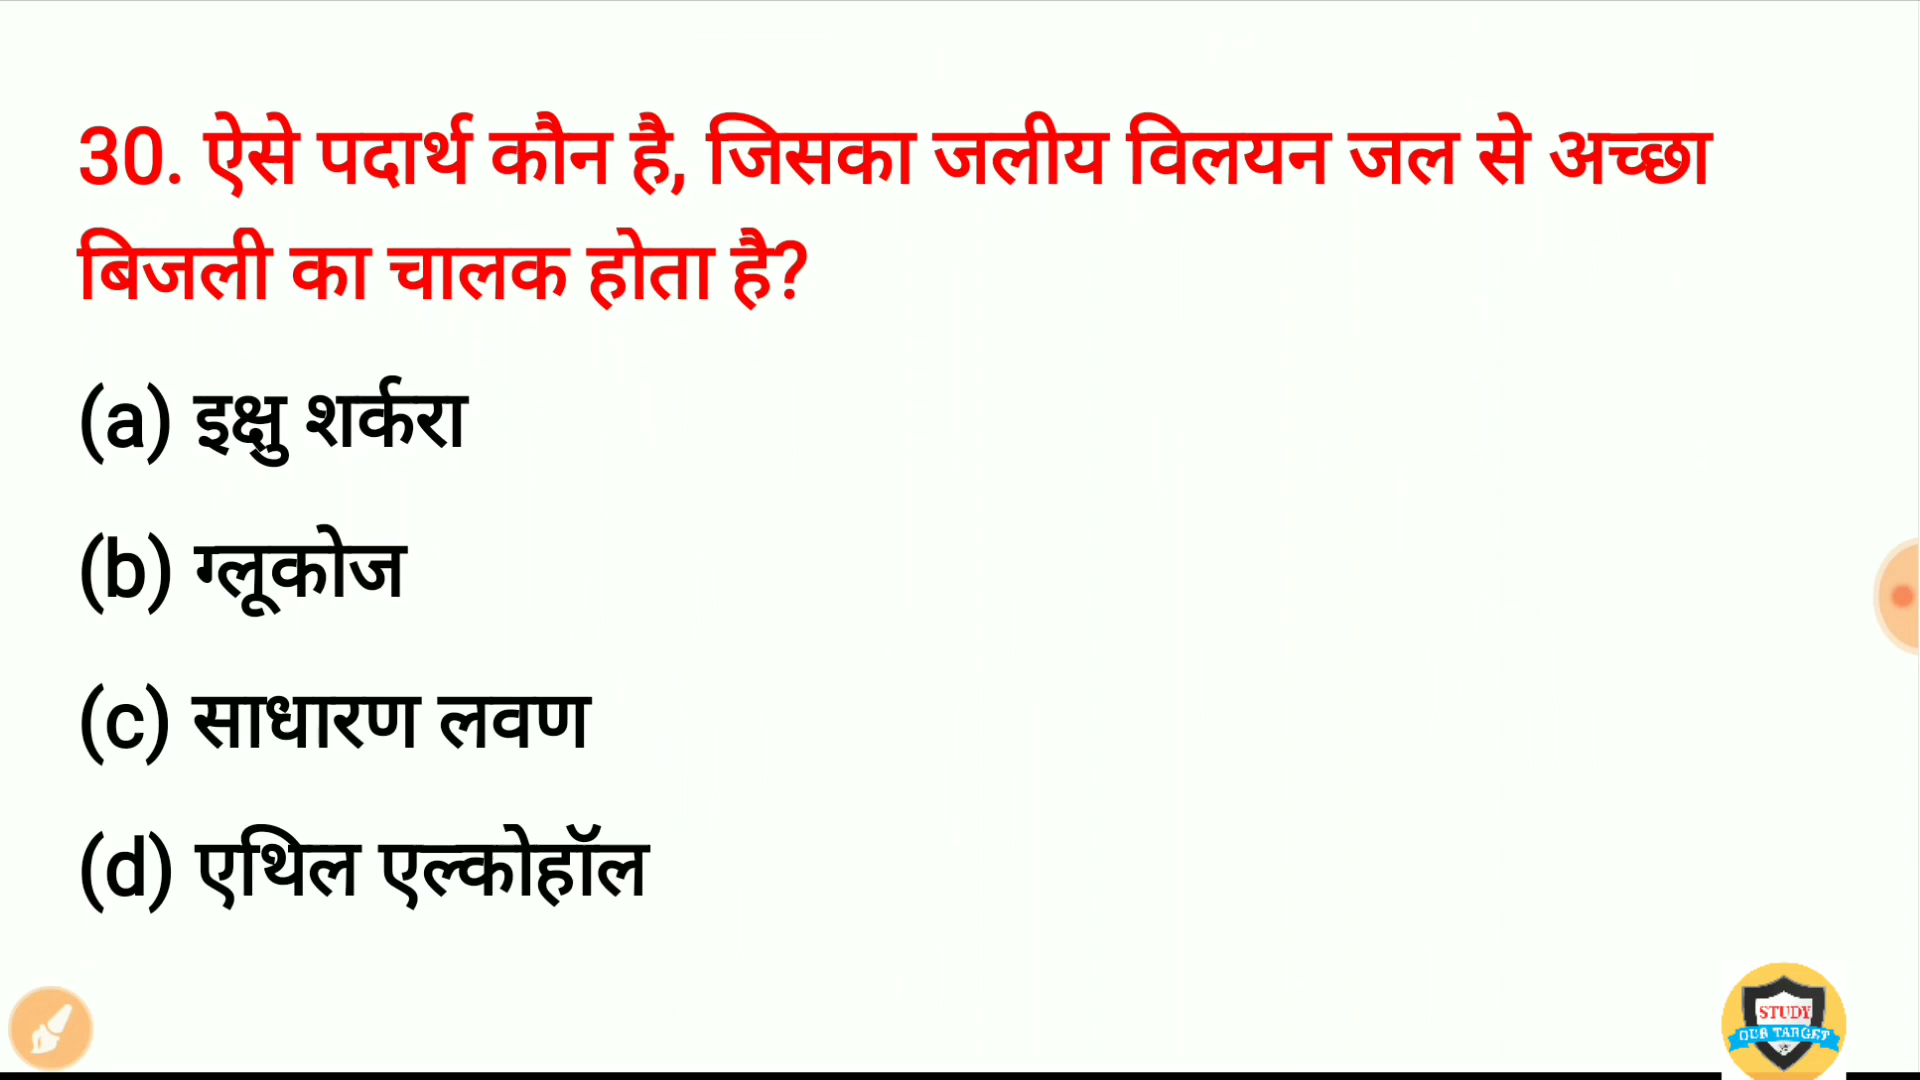 30. ऐसे पदार्थ कौन है, जिसका जलीय विलयन जल से अच्छा
बिजली का चालक होता है?
(a) इक्षु शर्करा
(b) ग्लूकोज
(c) साधारण लवण
(d) एथिल एल्कोहॉल
STUDY
OUR TARGET